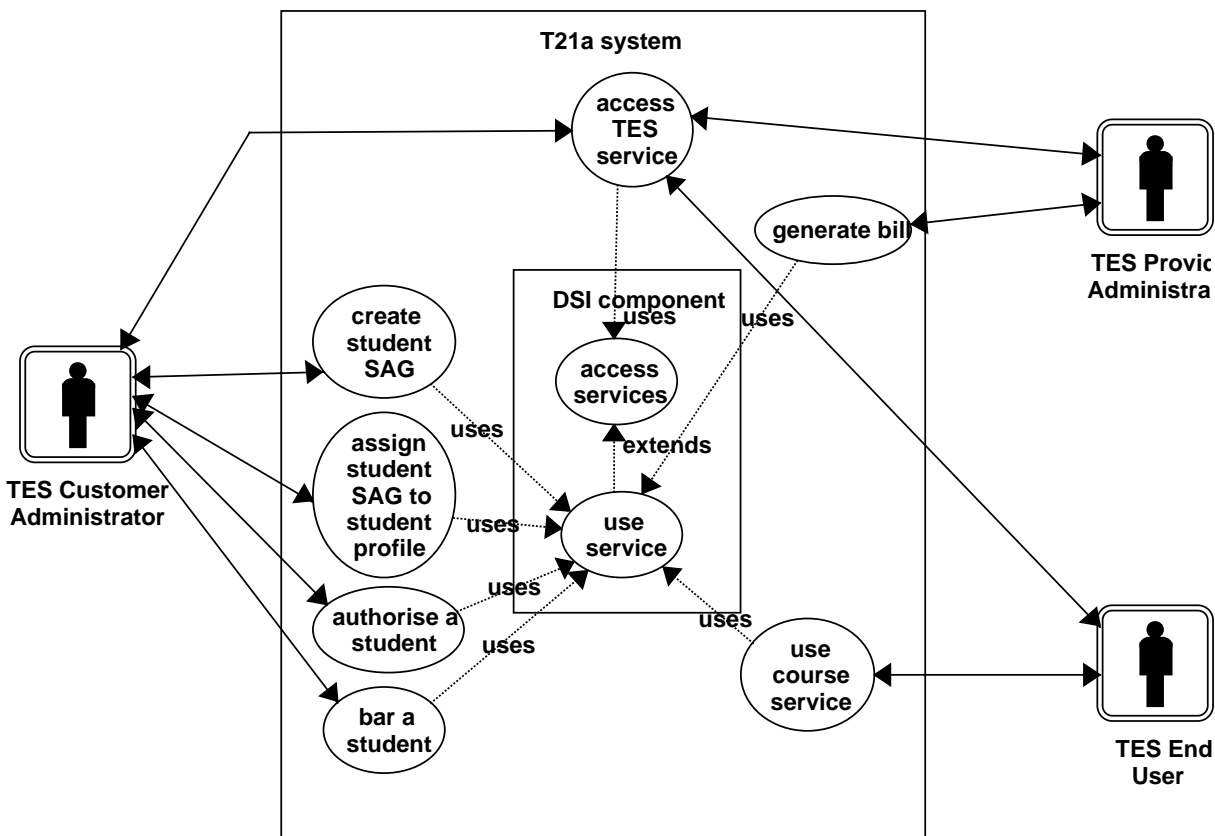 T21a system
access
TES
service
generate bill
TES Provid
Administra
DSI component
uses
uses
create
student
SAG
access
services
uses
extends
assign
student
SAG to
student
profile
uses
use
service
TES Customer
Administrator
uses
authorise a
student
uses
uses
use
course
service
bar a
student
TES End
User